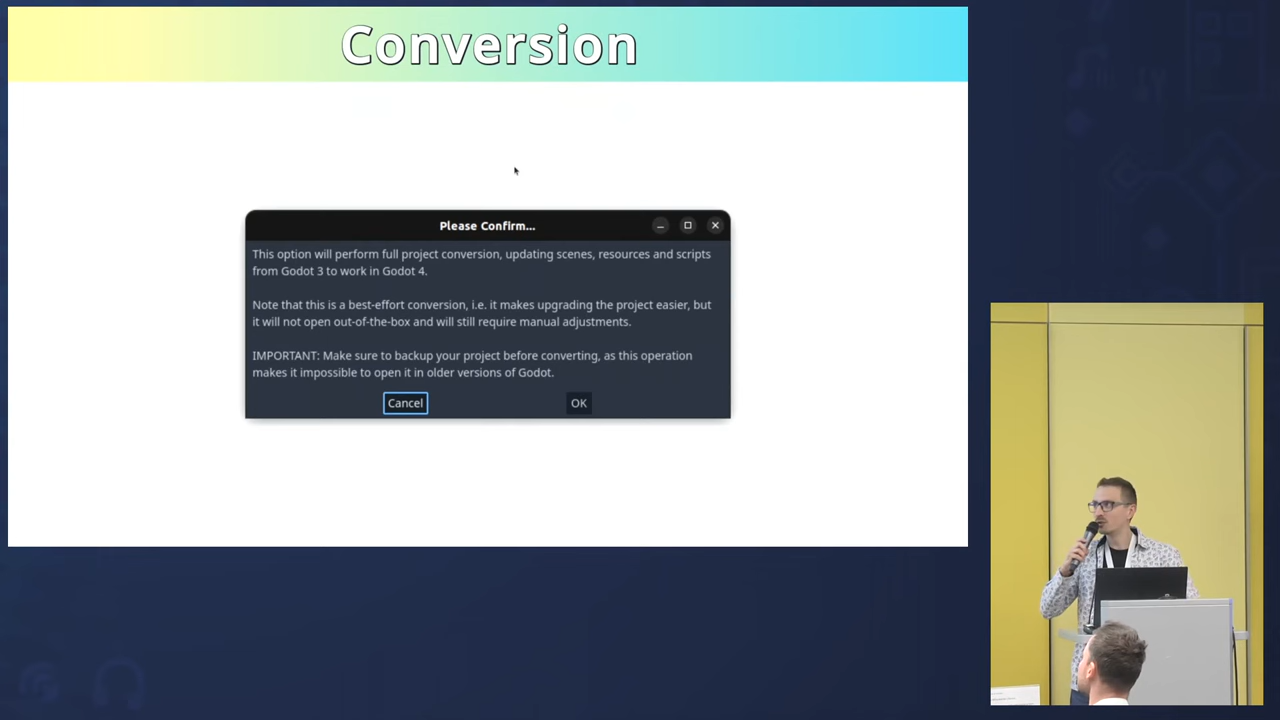 Conversion
Please Confirm...
This option will perform full project conversion, updating scenes, resources and scripts
from Godot 3 to work in Godot 4.
Note that this is a best-effort conversion, i.e. it makes upgrading the project easier, but
it will not open out-of-the-box and will still require manual adjustments.
IMPORTANT: Make sure to backup your project before converting, as this operation
makes it impossible to open it in older versions of Godot.
Cancel
OK